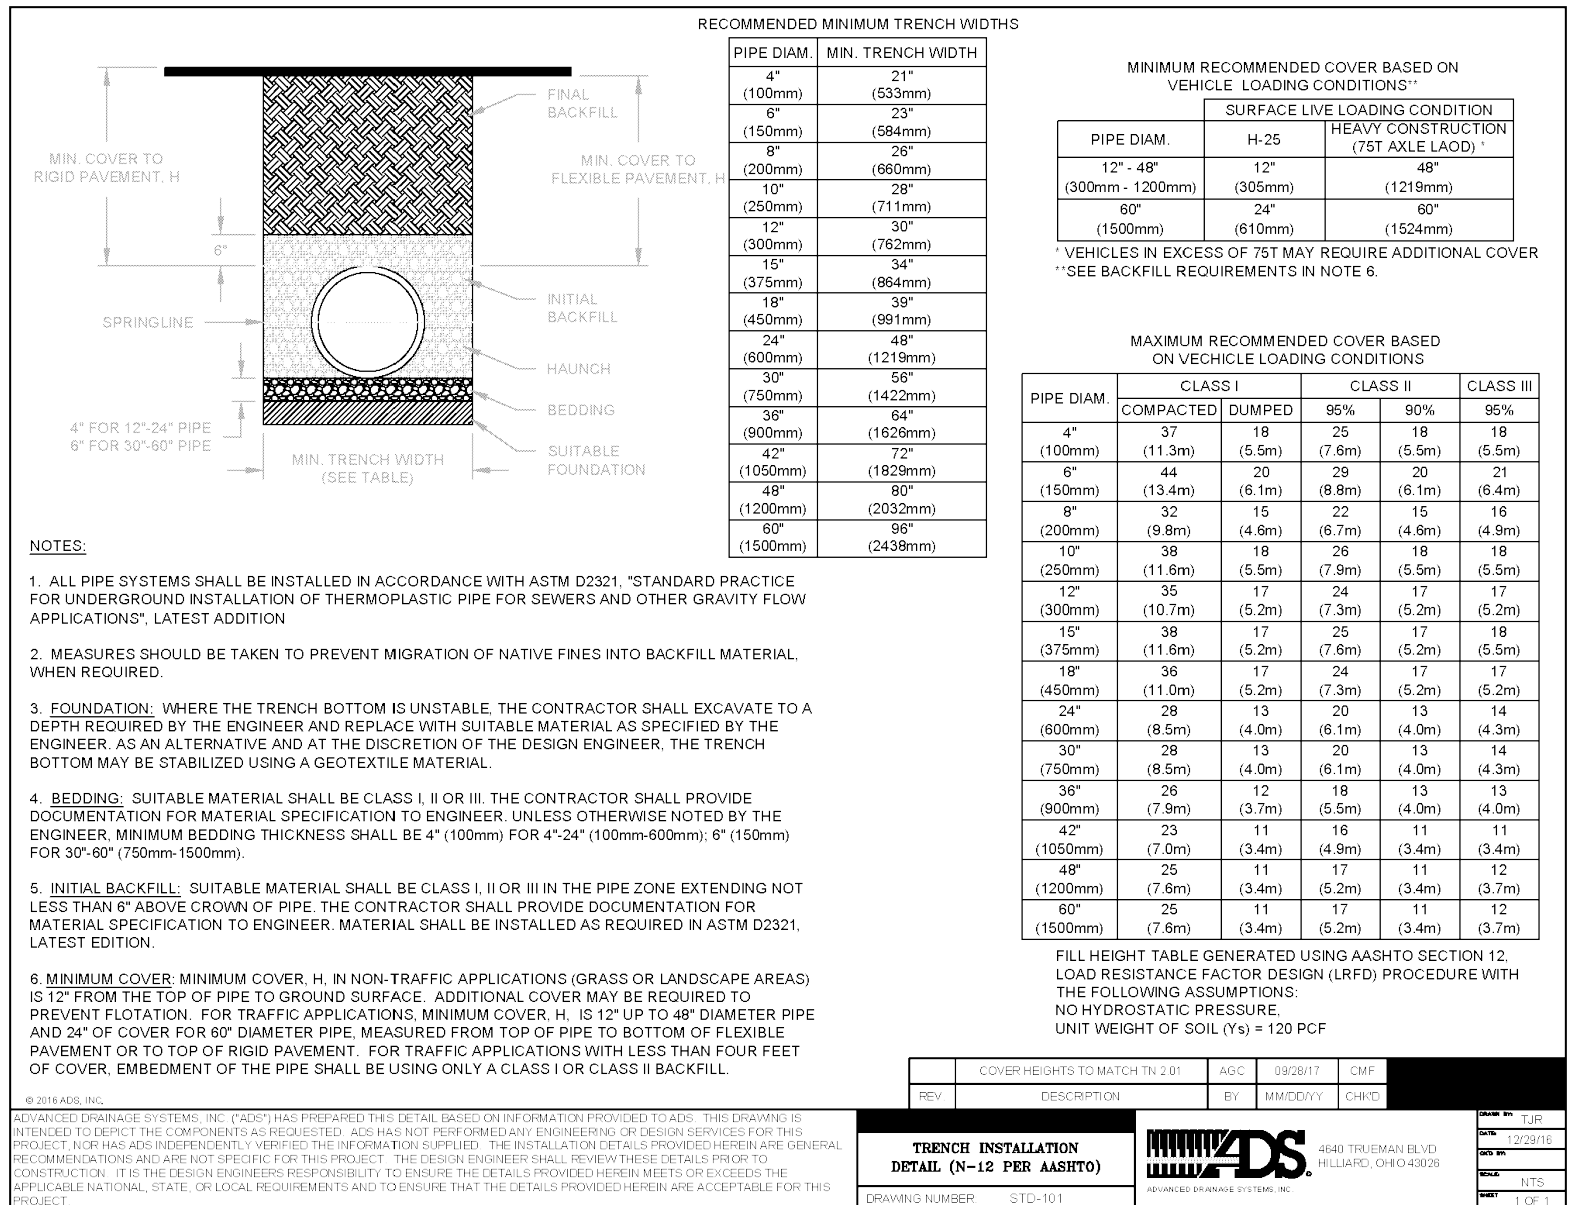 RECOMMENDED MINIMUM TRENCH WIDTHS
PIPE DIAM. MIN. TRENCH WIDTH
4" 21"
(100mm) (533mm)
6" 23"
(150mm) (584mm)
8" 26"
(200mm) (660mm)
10" 28"
(250mm) (711mm)
12" 30"
(300mm) (762mm)
15" 34"
(375mm) (864mm)
18" 39"
(450mm) (991mm)
24" 48"
(600mm) (1219mm)
30" 56"
(750mm) (1422mm)
36" 64"
(900mm) (1626mm)
42" 72"
(1050mm) (1829mm)
48" 80"
(1200mm) (2032mm)
60" 96"
(1500mm) (2438mm)
FINAL
BACKFILL
MIN. COVER TO
RIGID PAVEMENT, H
MIN. COVER TO
FLEXIBLE PAVEMENT, H
6"
INITIAL
BACKFILL
SPRINGLINE
HAUNCH
BEDDING
4" FOR 12"-24" PIPE
6" FOR 30"-60" PIPE
MIN. TRENCH WIDTH
(SEE TABLE)
SUITABLE
FOUNDATION
MINIMUM RECOMMENDED COVER BASED ON
VEHICLE LOADING CONDITIONS**
SURFACE LIVE LOADING CONDITION
PIPE DIAM. H-25 HEAVY CONSTRUCTION
(75T AXLE LAOD) *
12" - 48" 12" 48"
(300mm - 1200mm) (305mm) (1219mm)
60" 24" 60"
(1500mm) (610mm) (1524mm)
* VEHICLES IN EXCESS OF 75T MAY REQUIRE ADDITIONAL COVER
**SEE BACKFILL REQUIREMENTS IN NOTE 6.
MAXIMUM RECOMMENDED COVER BASED
ON VECHICLE LOADING CONDITIONS
PIPE DIAM. CLASS I CLASS II CLASS III
COMPACTED DUMPED 95% 90% 95%
4" 37 18 25 18 18
(100mm) (11.3m) (5.5m) (7.6m) (5.5m) (5.5m)
6" 44 20 29 20 21
(150mm) (13.4m) (6.1m) (8.8m) (6.1m) (6.4m)
8" 32 15 22 15 16
(200mm) (9.8m) (4.6m) (6.7m) (4.6m) (4.9m)
10" 38 18 26 18 18
(250mm) (11.6m) (5.5m) (7.9m) (5.5m) (5.5m)
12" 35 17 24 17 17
(300mm) (10.7m) (5.2m) (7.3m) (5.2m) (5.2m)
15" 38 17 25 17 18
(375mm) (11.6m) (5.2m) (7.6m) (5.2m) (5.5m)
18" 36 17 24 17 17
(450mm) (11.0m) (5.2m) (7.3m) (5.2m) (5.2m)
24" 28 13 20 13 14
(600mm) (8.5m) (4.0m) (6.1m) (4.0m) (4.3m)
30" 28 13 20 13 14
(750mm) (8.5m) (4.0m) (6.1m) (4.0m) (4.3m)
36" 26 12 18 13 13
(900mm) (7.9m) (3.7m) (5.5m) (4.0m) (4.0m)
42" 23 11 16 11 11
(1050mm) (7.0m) (3.4m) (4.9m) (3.4m) (3.4m)
48" 25 11 17 11 12
(1200mm) (7.6m) (3.4m) (5.2m) (3.4m) (3.7m)
60" 25 11 17 11 12
(1500mm) (7.6m) (3.4m) (5.2m) (3.4m) (3.7m)
FILL HEIGHT TABLE GENERATED USING AASHTO SECTION 12,
LOAD RESISTANCE FACTOR DESIGN (LRFD) PROCEDURE WITH
THE FOLLOWING ASSUMPTIONS:
NO HYDROSTATIC PRESSURE,
UNIT WEIGHT OF SOIL (Ys) = 120 PCF
NOTES:
1. ALL PIPE SYSTEMS SHALL BE INSTALLED IN ACCORDANCE WITH ASTM D2321, "STANDARD PRACTICE
FOR UNDERGROUND INSTALLATION OF THERMOPLASTIC PIPE FOR SEWERS AND OTHER GRAVITY FLOW
APPLICATIONS", LATEST ADDITION
2. MEASURES SHOULD BE TAKEN TO PREVENT MIGRATION OF NATIVE FINES INTO BACKFILL MATERIAL,
WHEN REQUIRED.
3. FOUNDATION: WHERE THE TRENCH BOTTOM IS UNSTABLE, THE CONTRACTOR SHALL EXCAVATE TO A
DEPTH REQUIRED BY THE ENGINEER AND REPLACE WITH SUITABLE MATERIAL AS SPECIFIED BY THE
ENGINEER. AS AN ALTERNATIVE AND AT THE DISCRETION OF THE DESIGN ENGINEER, THE TRENCH
BOTTOM MAY BE STABILIZED USING A GEOTEXTILE MATERIAL.
4. BEDDING: SUITABLE MATERIAL SHALL BE CLASS I, II OR III. THE CONTRACTOR SHALL PROVIDE
DOCUMENTATION FOR MATERIAL SPECIFICATION TO ENGINEER. UNLESS OTHERWISE NOTED BY THE
ENGINEER, MINIMUM BEDDING THICKNESS SHALL BE 4" (100mm) FOR 4"-24" (100mm-600mm); 6" (150mm)
FOR 30"-60" (750mm-1500mm).
5. INITIAL BACKFILL: SUITABLE MATERIAL SHALL BE CLASS I, II OR III IN THE PIPE ZONE EXTENDING NOT
LESS THAN 6" ABOVE CROWN OF PIPE. THE CONTRACTOR SHALL PROVIDE DOCUMENTATION FOR
MATERIAL SPECIFICATION TO ENGINEER. MATERIAL SHALL BE INSTALLED AS REQUIRED IN ASTM D2321,
LATEST EDITION.
6. MINIMUM COVER: MINIMUM COVER, H, IN NON-TRAFFIC APPLICATIONS (GRASS OR LANDSCAPE AREAS)
IS 12" FROM THE TOP OF PIPE TO GROUND SURFACE. ADDITIONAL COVER MAY BE REQUIRED TO
PREVENT FLOTATION. FOR TRAFFIC APPLICATIONS, MINIMUM COVER, H, IS 12" UP TO 48" DIAMETER PIPE
AND 24" OF COVER FOR 60" DIAMETER PIPE, MEASURED FROM TOP OF PIPE TO BOTTOM OF FLEXIBLE
PAVEMENT OR TO TOP OF RIGID PAVEMENT. FOR TRAFFIC APPLICATIONS WITH LESS THAN FOUR FEET
OF COVER, EMBEDMENT OF THE PIPE SHALL BE USING ONLY A CLASS I OR CLASS II BACKFILL.
© 2016 ADS, INC.
COVER HEIGHTS TO MATCH TN 2.01 AGC 09/28/17 CMF
REV. DESCRIPTION BY MM/DD/YY CHK'D
ADVANCED DRAINAGE SYSTEMS, INC. ("ADS") HAS PREPARED THIS DETAIL BASED ON INFORMATION PROVIDED TO ADS. THIS DRAWING IS
INTENDED TO DEPICT THE COMPONENTS AS REQUESTED. ADS HAS NOT PERFORMED ANY ENGINEERING OR DESIGN SERVICES FOR THIS
PROJECT, NOR HAS ADS INDEPENDENTLY VERIFIED THE INFORMATION SUPPLIED. THE INSTALLATION DETAILS PROVIDED HEREIN ARE GENERAL
RECOMMENDATIONS AND ARE NOT SPECIFIC FOR THIS PROJECT. THE DESIGN ENGINEER SHALL REVIEW THESE DETAILS PRIOR TO
CONSTRUCTION. IT IS THE DESIGN ENGINEERS RESPONSIBILITY TO ENSURE THE DETAILS PROVIDED HEREIN MEETS OR EXCEEDS THE
APPLICABLE NATIONAL, STATE, OR LOCAL REQUIREMENTS AND TO ENSURE THAT THE DETAILS PROVIDED HEREIN ARE ACCEPTABLE FOR THIS
PROJECT.
TRENCH INSTALLATION
DETAIL (N-12 PER AASHTO)
DRAWING NUMBER: STD-101
ADS
ADVANCED DRAINAGE SYSTEMS, INC.
4640 TRUEMAN BLVD
HILLIARD, OHIO 43026
DRAWN BY: TJR
DATE: 12/29/16
CK'D BY:
SCALE: NTS
SHEET 1 OF 1